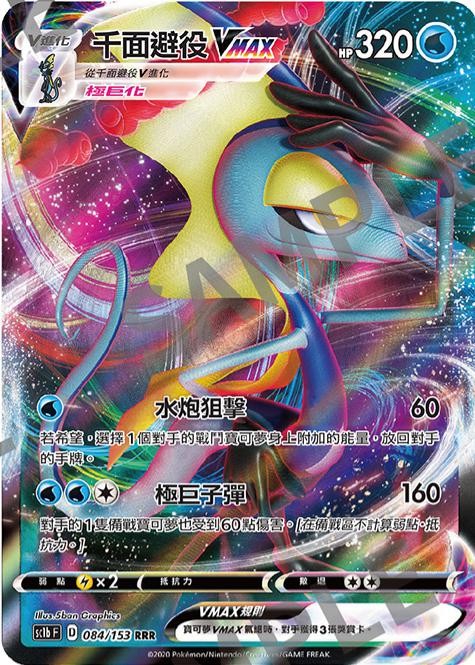 V進化
千面避役VMAX
HP320
從千面避役V進化
極巨化
SAMPLE
水炮狙擊 60
若希望，選擇1個對手的戰鬥寶可夢身上附加的能量，放回對手
的手牌。
極巨子彈 160
對手的1隻備戰寶可夢也受到60點傷害。[在備戰區不計算弱點・抵
抗力。]
弱點 ×2 抵抗力 撤退
Illus. 5ban Graphics
VMAX規則
sc1b F D 084/153 RRR
寶可夢VMAX氣絕時，對手獲得3張獎賞卡。
©2020 Pokémon/Nintendo/Creatures/GAME FREAK.